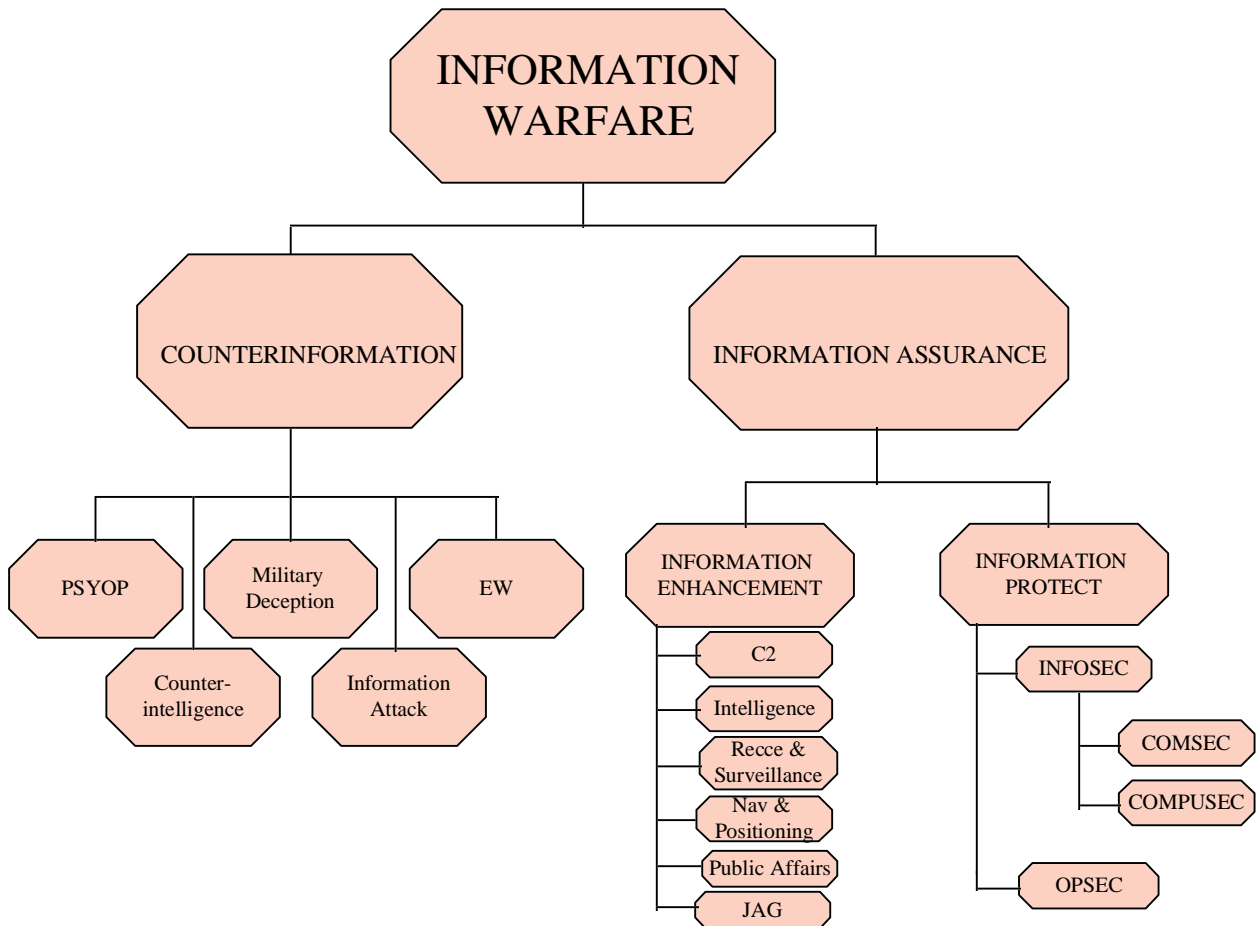 INFORMATION
WARFARE
COUNTERINFORMATION
INFORMATION ASSURANCE
PSYOP
Military
Deception
EW
Counter-
intelligence
Information
Attack
INFORMATION
ENHANCEMENT
C2
Intelligence
Recce &
Surveillance
Nav &
Positioning
Public Affairs
JAG
INFORMATION
PROTECT
INFOSEC
COMSEC
COMPUSEC
OPSEC